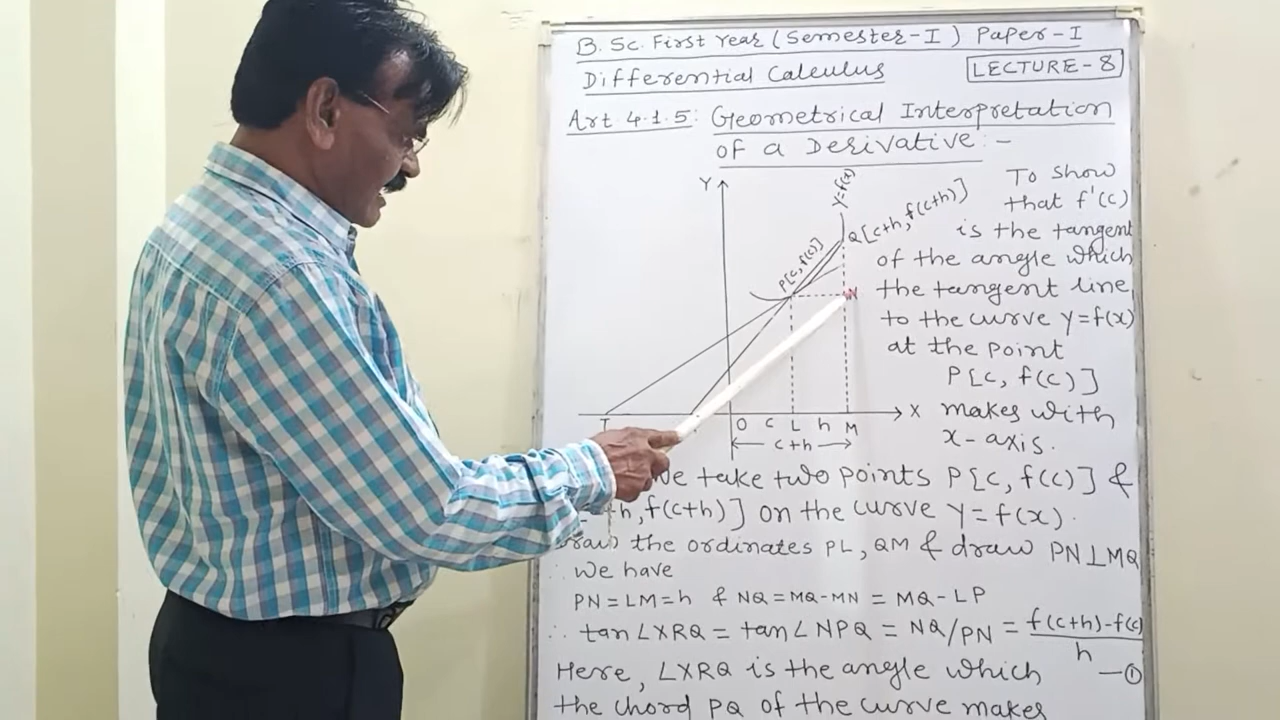 B. Sc. First Year (Semester-I) Paper-I
Differential Calculus
LECTURE-8
Art. 4.1.5: Geometrical Interpretation
of a Derivative:-
Y
Y=f(x)
Q[c+h, f(c+h)]
P[c, f(c)]
N
T
O C L h M
X
c+h
To show
that f'(c)
is the tangent
of the angle which
the tangent line
to the curve Y=f(x)
at the point
P[c, f(c)]
makes with
x-axis.
We take two points P[c, f(c)] &
h, f(c+h)] on the curve Y=f(x).
Draw the ordinates PL, QM & draw PN⊥MQ
∴ We have
PN=LM=h & NQ=MQ-MN = MQ-LP
∴ tan∠XRQ = tan∠NPQ = NQ/PN = f(c+h)-f(c)/h
—①
Here, ∠XRQ is the angle which
the chord PQ of the curve makes